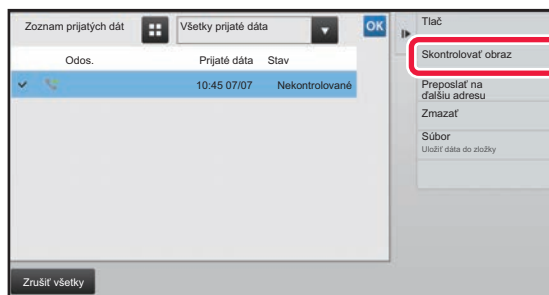 Zoznam prijatých dát
Všetky prijaté dáta
OK
Odos.
Prijaté dáta
Stav
10:45 07/07
Nekontrolované
Zrušiť všetky
Tlač
Skontrolovať obraz
Preposlať na
ďalšiu adresu
Zmazať
Súbor
Uložiť dáta do zložky